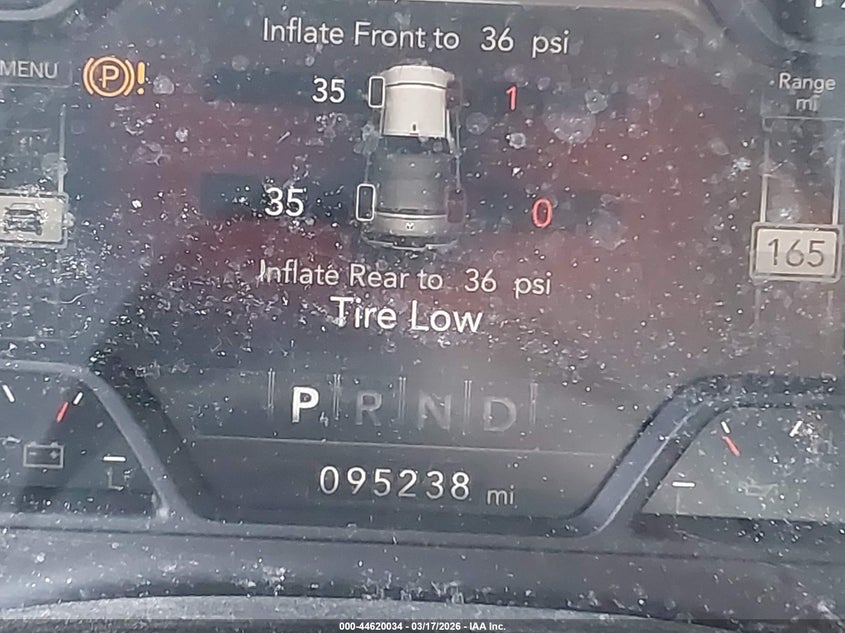 Inflate Front to 36 psi
MENU
P!
35 1
Range
mi
35 0
165
Inflate Rear to 36 psi
Tire Low
P R N D
095238 mi
000-44620034 - 03/17/2026 - IAA Inc.